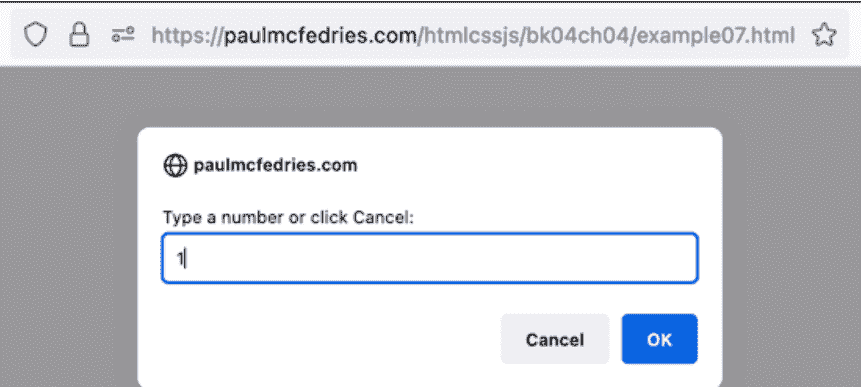 https://paulmcfedries.com/htmlcssjs/bk04ch04/example07.html
paulmcfedries.com
Type a number or click Cancel:
1
Cancel OK